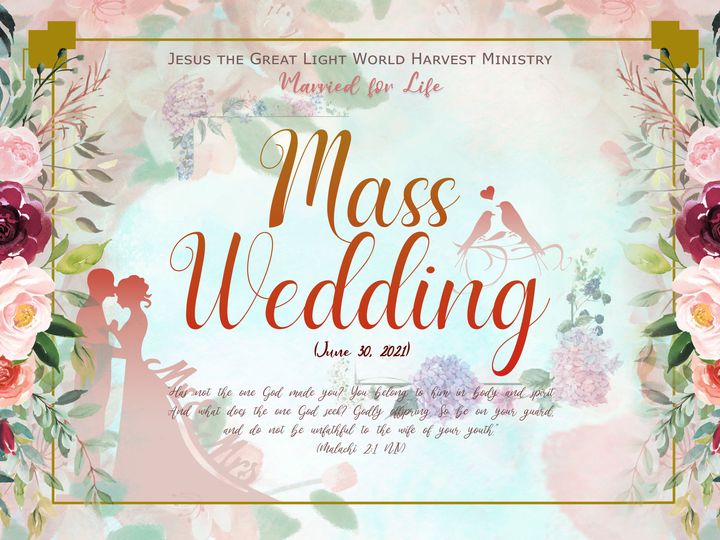 Jesus the Great Light World Harvest Ministry
Married for Life
Mass
Wedding
(June 30, 2021)
Mr
Mrs
"Has not the one God made you? You belong to him in body and spirit.
And what does the one God seek? Godly offspring. So be on your guard,
and do not be unfaithful to the wife of your youth."
(Malachi 2:1 NIV)